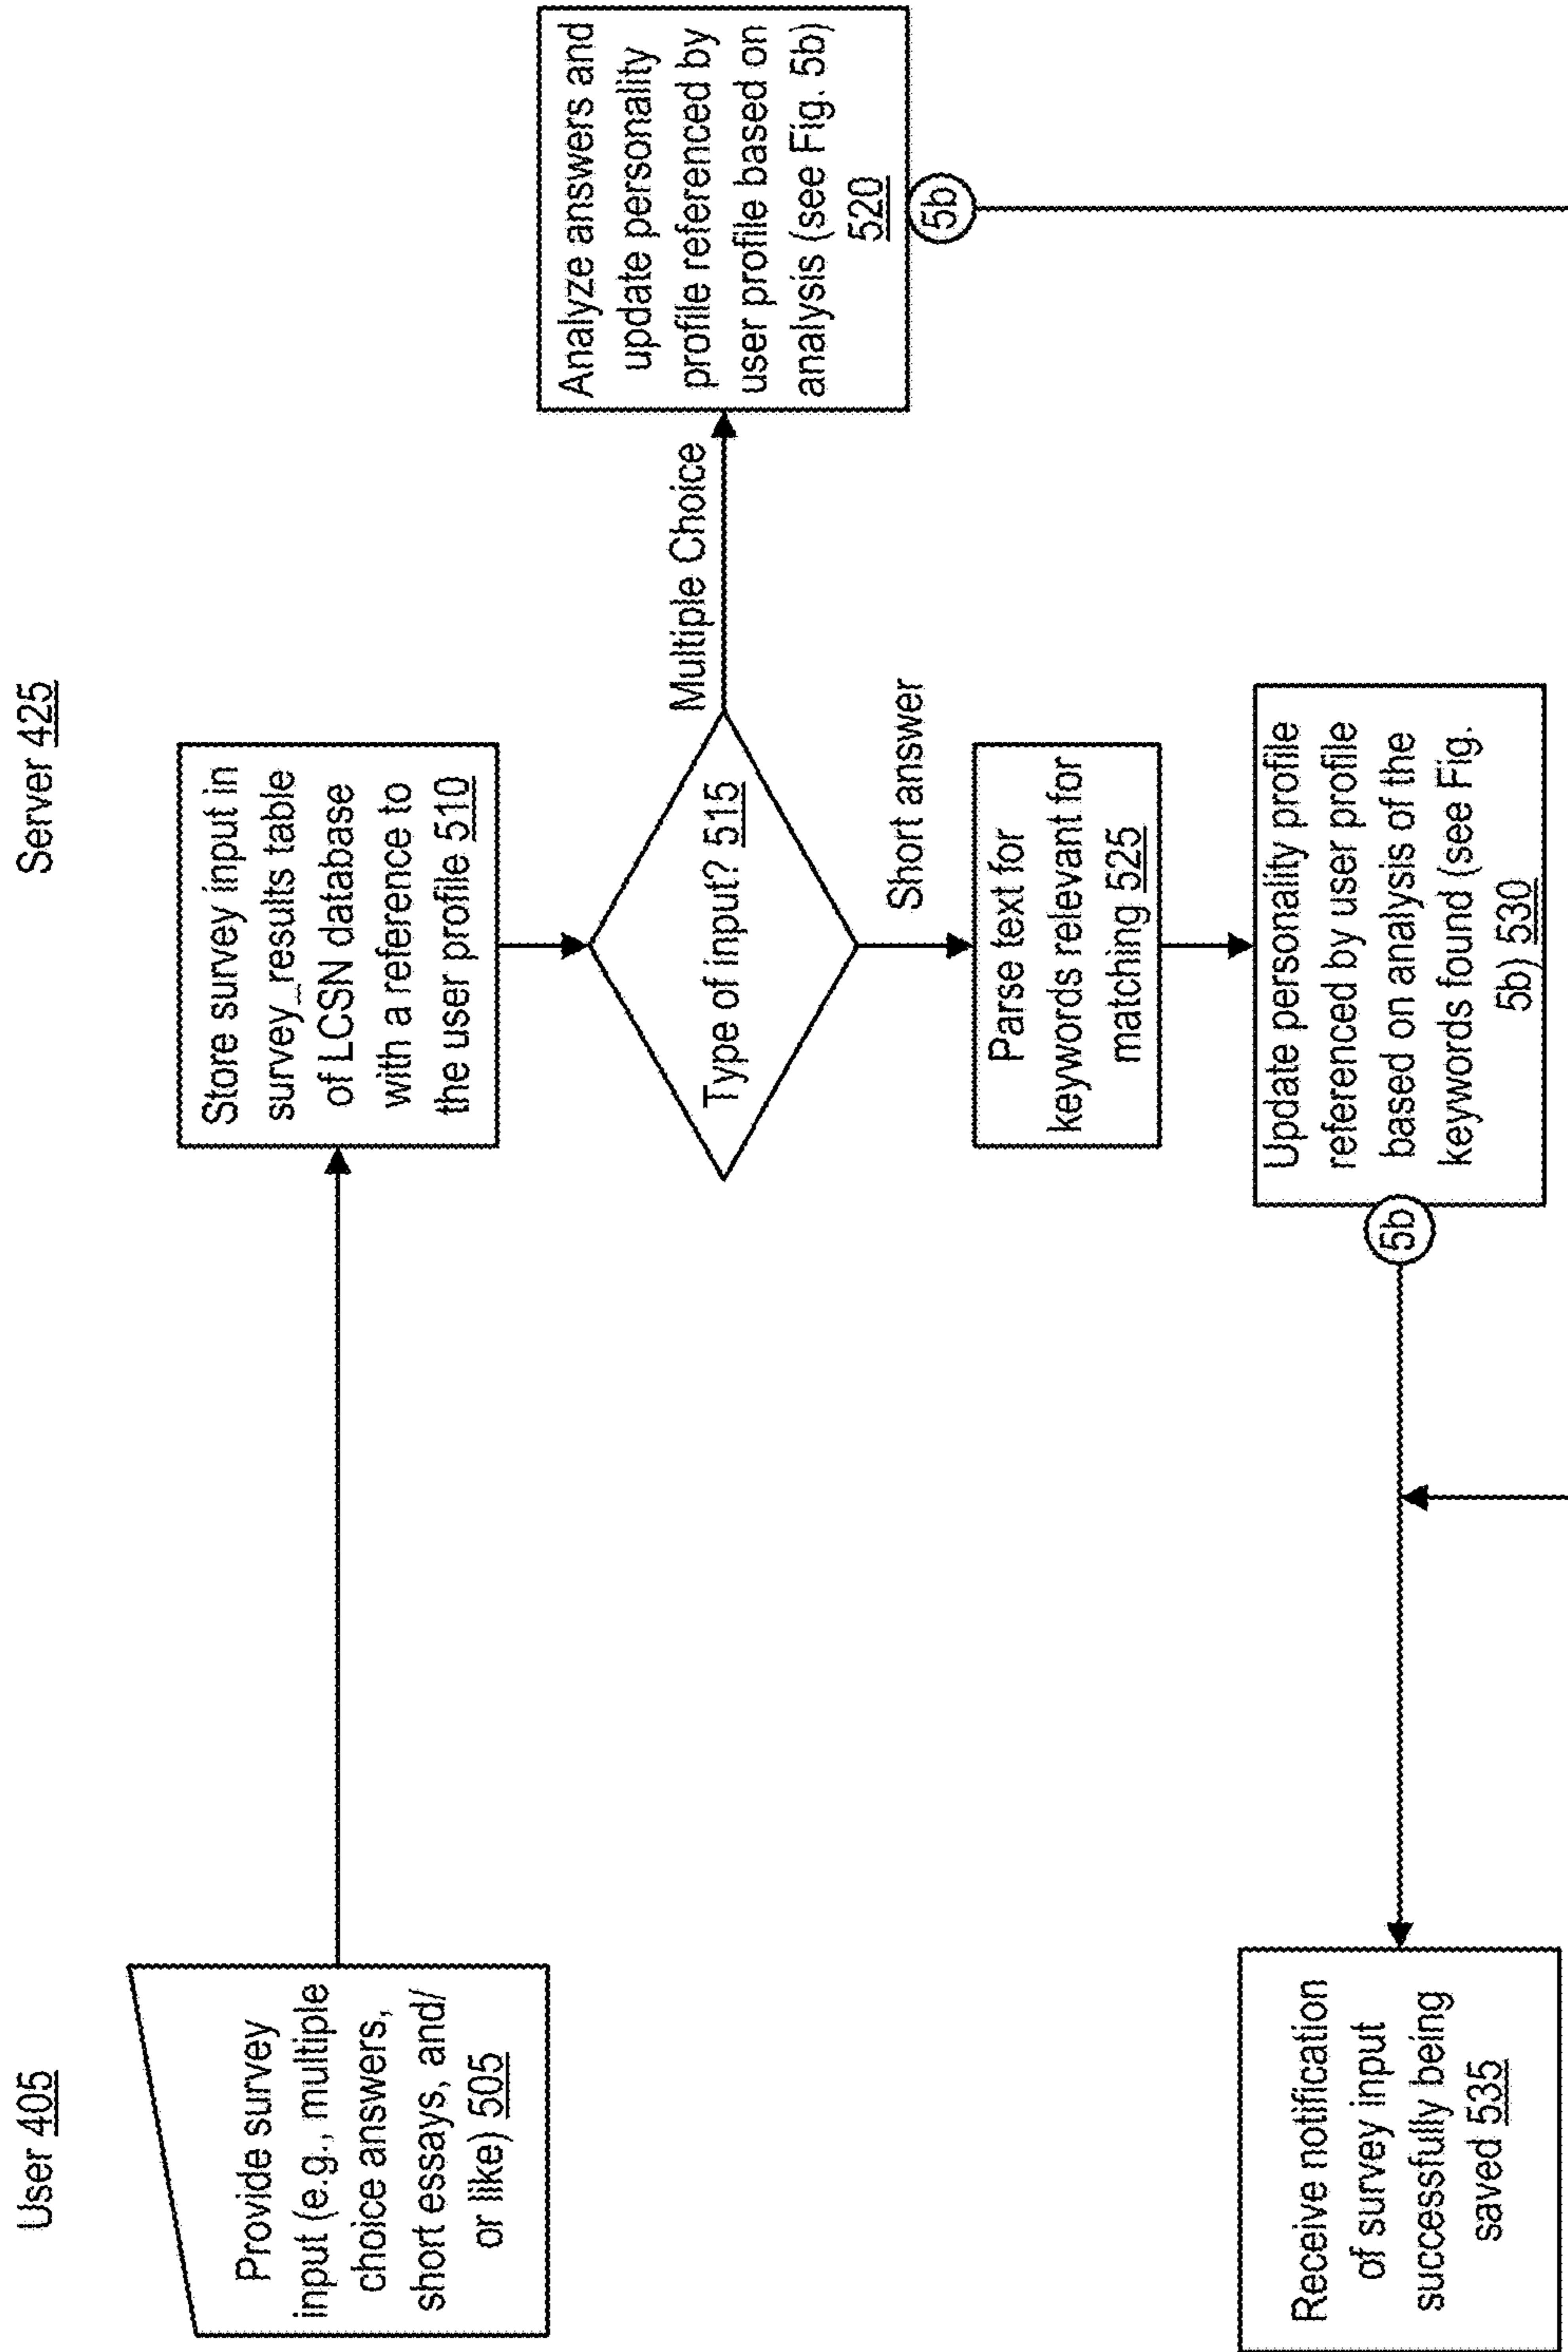 User 405
Server 425
Provide survey
input (e.g., multiple
choice answers,
short essays, and/
or like) 505
Store survey input in
survey_results table
of LCSN database
with a reference to
the user profile 510
Type of input? 515
Multiple Choice
Analyze answers and
update personality
profile referenced by
user profile based on
analysis (see Fig. 5b)
520
5b
Short answer
Parse text for
keywords relevant for
matching 525
Update personality profile
referenced by user profile
based on analysis of the
keywords found (see Fig.
5b) 530
5b
Receive notification
of survey input
successfully being
saved 535